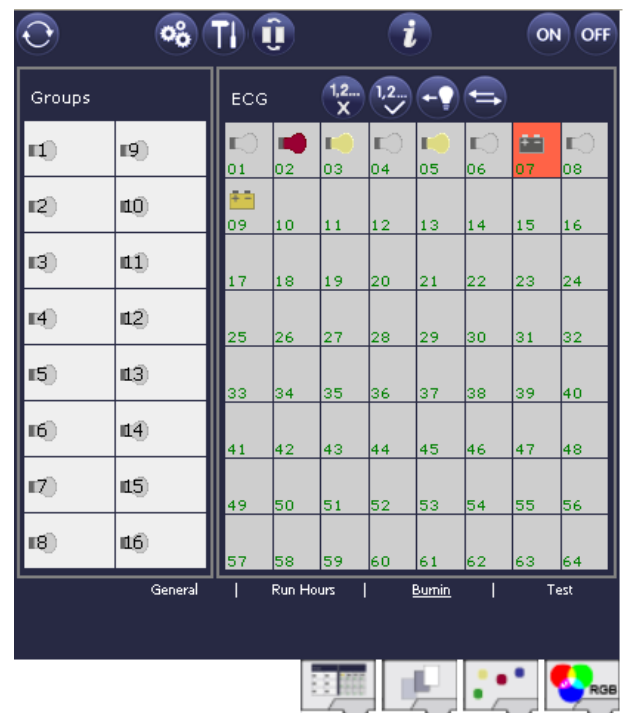 i ON OFF
Groups ECG 1,2... X 1,2...
1 9 01 02 03 04 05 06 07 08
2 10 09 10 11 12 13 14 15 16
3 11 17 18 19 20 21 22 23 24
4 12 25 26 27 28 29 30 31 32
5 13 33 34 35 36 37 38 39 40
6 14 41 42 43 44 45 46 47 48
7 15 49 50 51 52 53 54 55 56
8 16 57 58 59 60 61 62 63 64
General | Run Hours | Burnin | Test
RGB